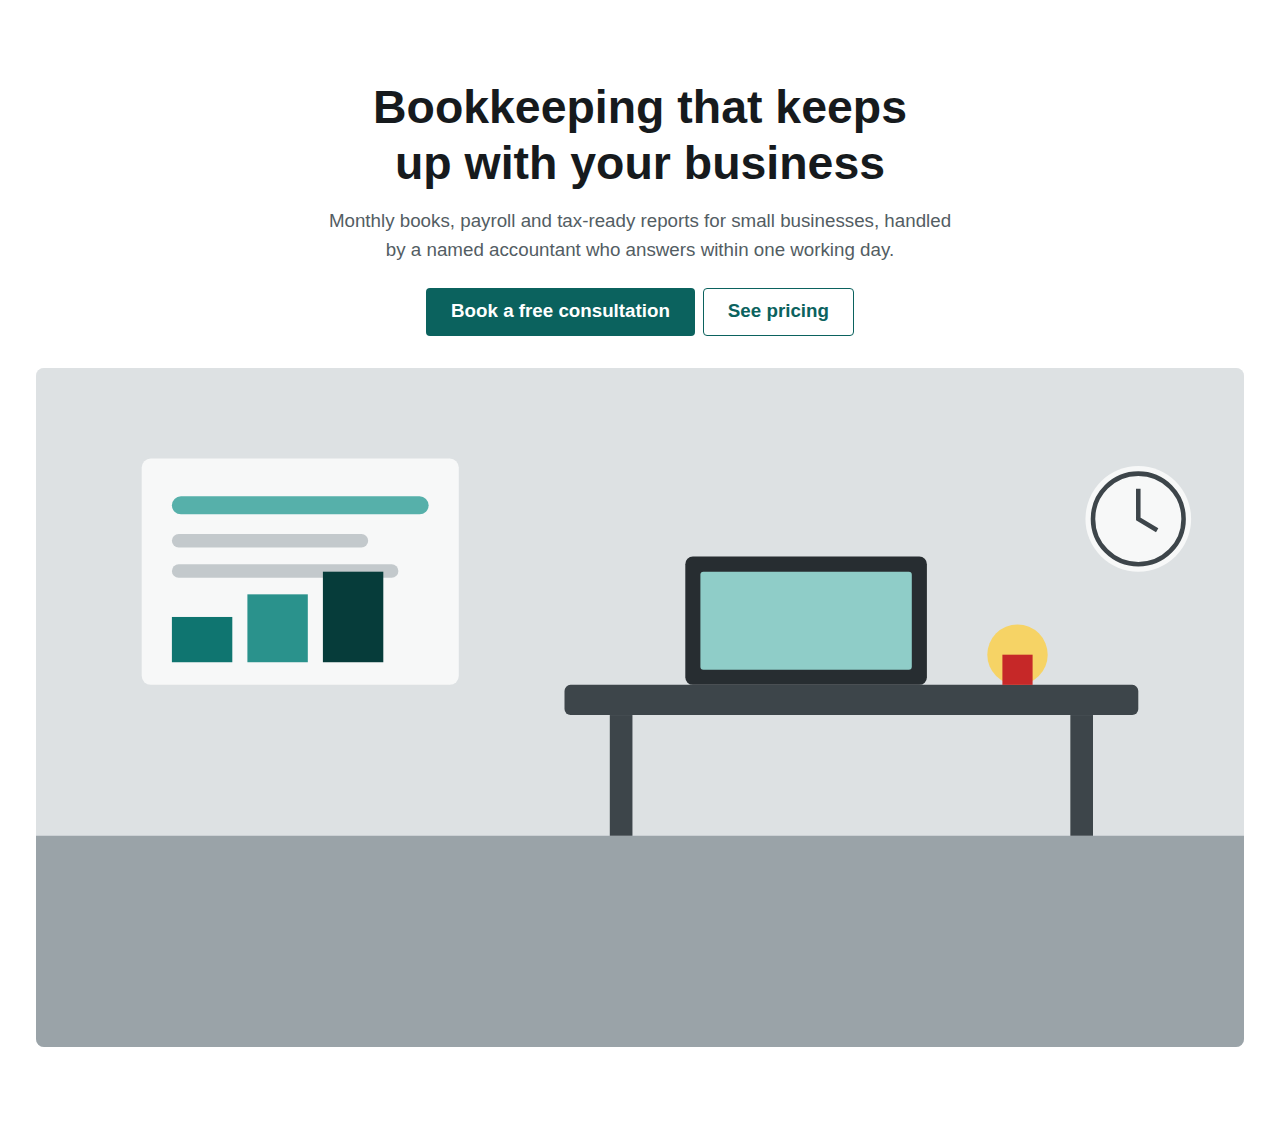 Bookkeeping that keeps
up with your business
Monthly books, payroll and tax-ready reports for small businesses, handled
by a named accountant who answers within one working day.
Book a free consultation
See pricing